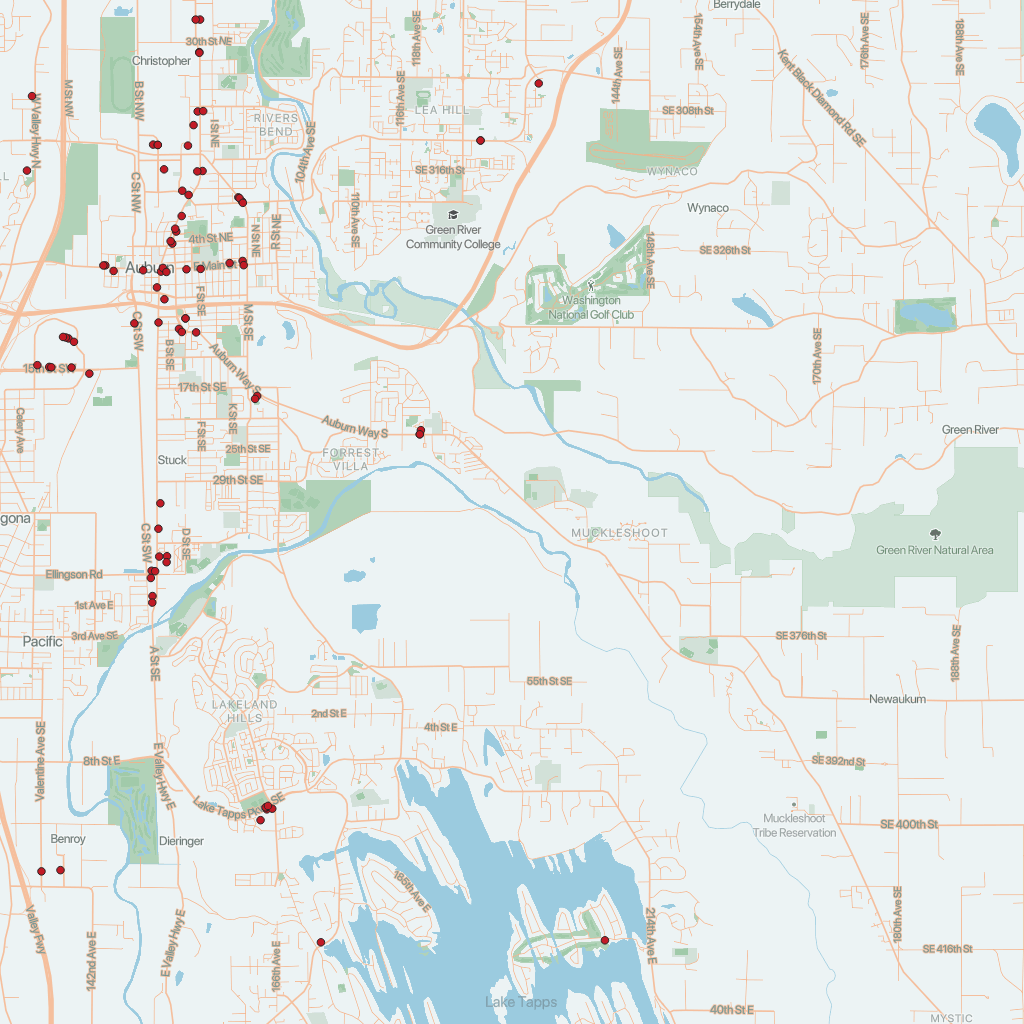 Berrydale
118th Ave SE
154th Ave SE
170th Ave SE
188th Ave SE
30th St NE
Christopher
144th Ave SE
Kent Black Diamond Rd SE
M St NW
B St NW
W Valley Hwy N
116th Ave SE
LEA HILL
SE 308th St
RIVERS
BEND
I St NE
104th Ave SE
SE 316th St
WYNACO
C St NW
110th Ave SE
Wynaco
Green River
Community College
N St NE
R St NE
4th St NE
148th Ave SE
SE 326th St
Auburn
E Main St
F St SE
Washington
National Golf Club
M St SE
C St SW
B St SE
170th Ave SE
15th St SW
Auburn Way S
17th St SE
Celery Ave
K St SE
F St SE
Auburn Way S
Green River
25th St SE
FORREST
VILLA
Stuck
29th St SE
gona
C St SW
D St SE
MUCKLESHOOT
Green River Natural Area
Ellingson Rd
1st Ave E
3rd Ave SE
Pacific
A St SE
SE 376th St
188th Ave SE
55th St SE
Newaukum
LAKELAND
HILLS
2nd St E
4th St E
Valentine Ave SE
8th St E
E Valley Hwy E
SE 392nd St
Lake Tapps Pk
SE
Muckleshoot
Tribe Reservation
SE 400th St
Benroy
Dieringer
185th Ave E
180th Ave SE
Valley Fwy
142nd Ave E
E Valley Hwy E
166th Ave E
214th Ave E
SE 416th St
Lake Tapps
40th St E
MYSTIC